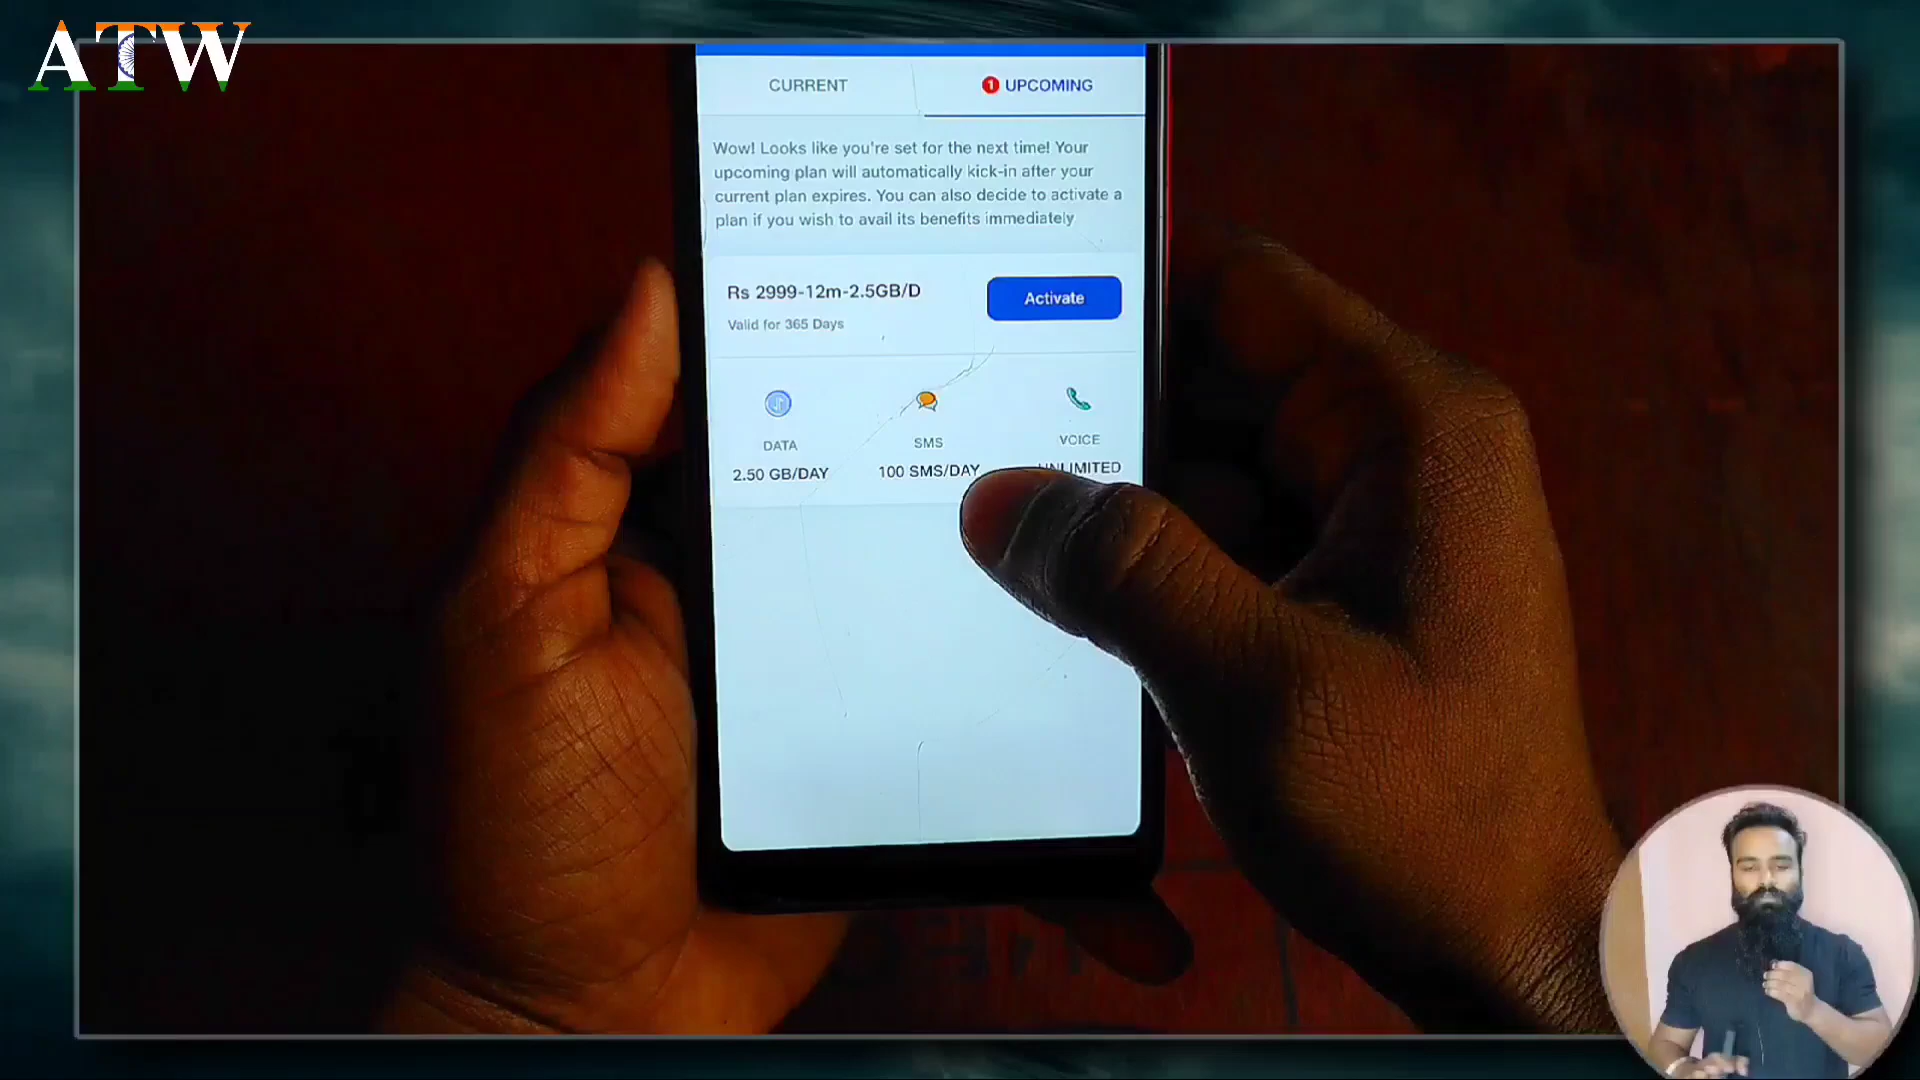 ATW
CURRENT
1 UPCOMING
Wow! Looks like you're set for the next time! Your
upcoming plan will automatically kick-in after your
current plan expires. You can also decide to activate a
plan if you wish to avail its benefits immediately
Rs 2999-12m-2.5GB/D
Activate
Valid for 365 Days
DATA
SMS
VOICE
2.50 GB/DAY
100 SMS/DAY
UNLIMITED